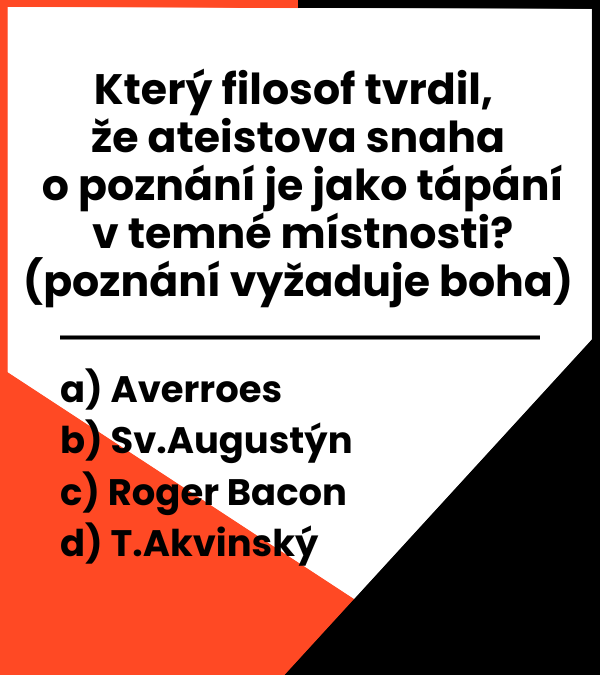 Který filosof tvrdil,
že ateistova snaha
o poznání je jako tápání
v temné místnosti?
(poznání vyžaduje boha)
a) Averroes
b) Sv.Augustýn
c) Roger Bacon
d) T.Akvinský